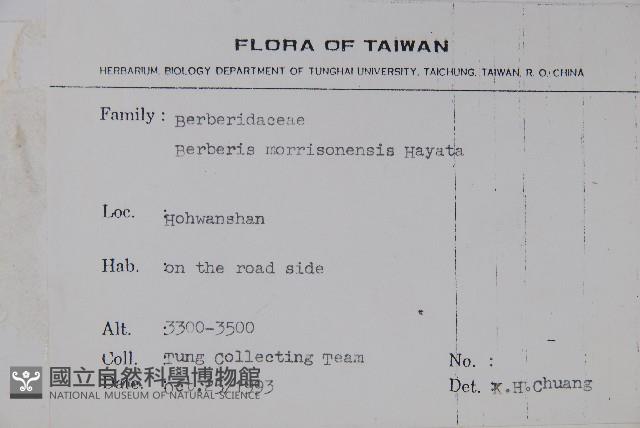 FLORA OF TAIWAN
HERBARIUM, BIOLOGY DEPARTMENT OF TUNGHAI UNIVERSITY, TAICHUNG, TAIWAN, R. O. CHINA
Family : Berberidaceae
Berberis morrisonensis Hayata
Loc. : Hohwanshan
Hab. : on the road side
Alt. : 3300-3500
Coll. : Tung Collecting Team No. :
Date. : 1993 Det. K.H.Chuang
國立自然科學博物館
NATIONAL MUSEUM OF NATURAL SCIENCE